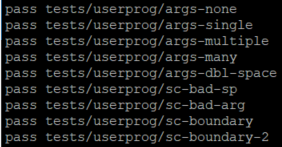 pass tests/userprog/args-none
pass tests/userprog/args-single
pass tests/userprog/args-multiple
pass tests/userprog/args-many
pass tests/userprog/args-dbl-space
pass tests/userprog/sc-bad-sp
pass tests/userprog/sc-bad-arg
pass tests/userprog/sc-boundary
pass tests/userprog/sc-boundary-2